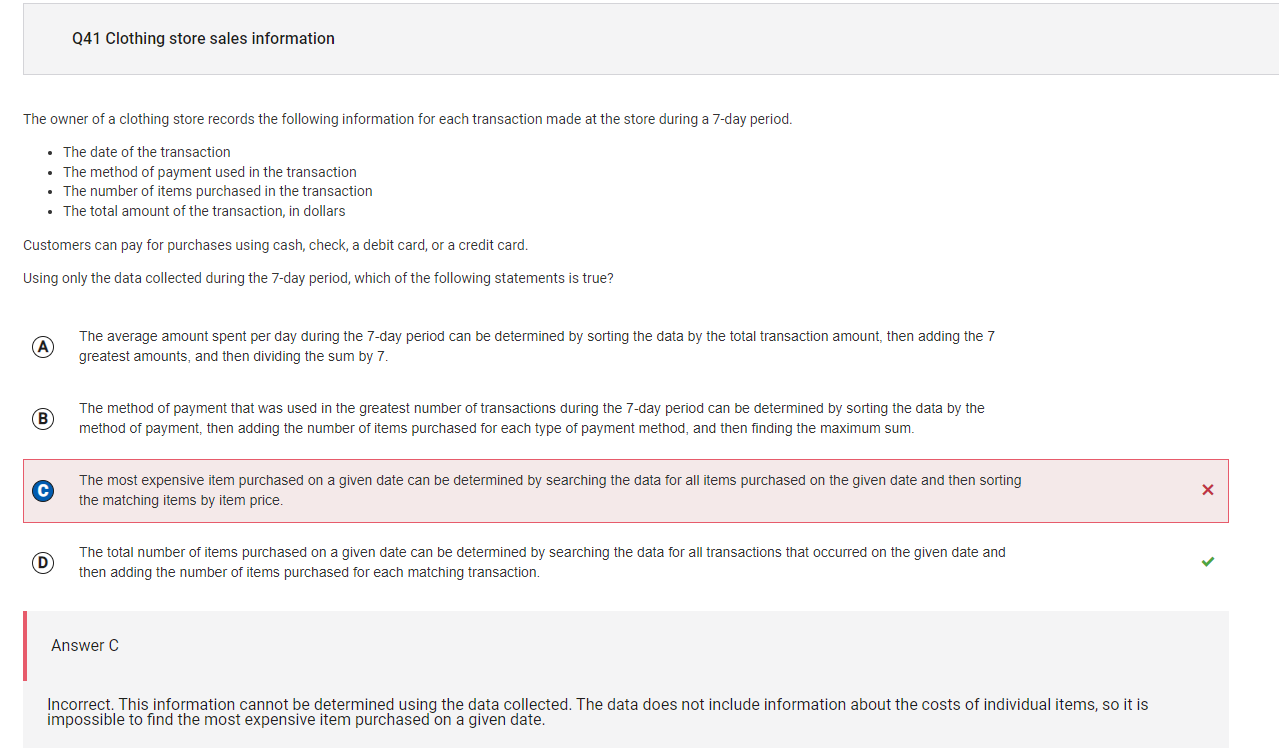 Q41 Clothing store sales information
The owner of a clothing store records the following information for each transaction made at the store during a 7-day period.
• The date of the transaction
• The method of payment used in the transaction
• The number of items purchased in the transaction
• The total amount of the transaction, in dollars
Customers can pay for purchases using cash, check, a debit card, or a credit card.
Using only the data collected during the 7-day period, which of the following statements is true?
A
The average amount spent per day during the 7-day period can be determined by sorting the data by the total transaction amount, then adding the 7
greatest amounts, and then dividing the sum by 7.
B
The method of payment that was used in the greatest number of transactions during the 7-day period can be determined by sorting the data by the
method of payment, then adding the number of items purchased for each type of payment method, and then finding the maximum sum.
C
The most expensive item purchased on a given date can be determined by searching the data for all items purchased on the given date and then sorting
the matching items by item price.
D
The total number of items purchased on a given date can be determined by searching the data for all transactions that occurred on the given date and
then adding the number of items purchased for each matching transaction.
Answer C
Incorrect. This information cannot be determined using the data collected. The data does not include information about the costs of individual items, so it is
impossible to find the most expensive item purchased on a given date.